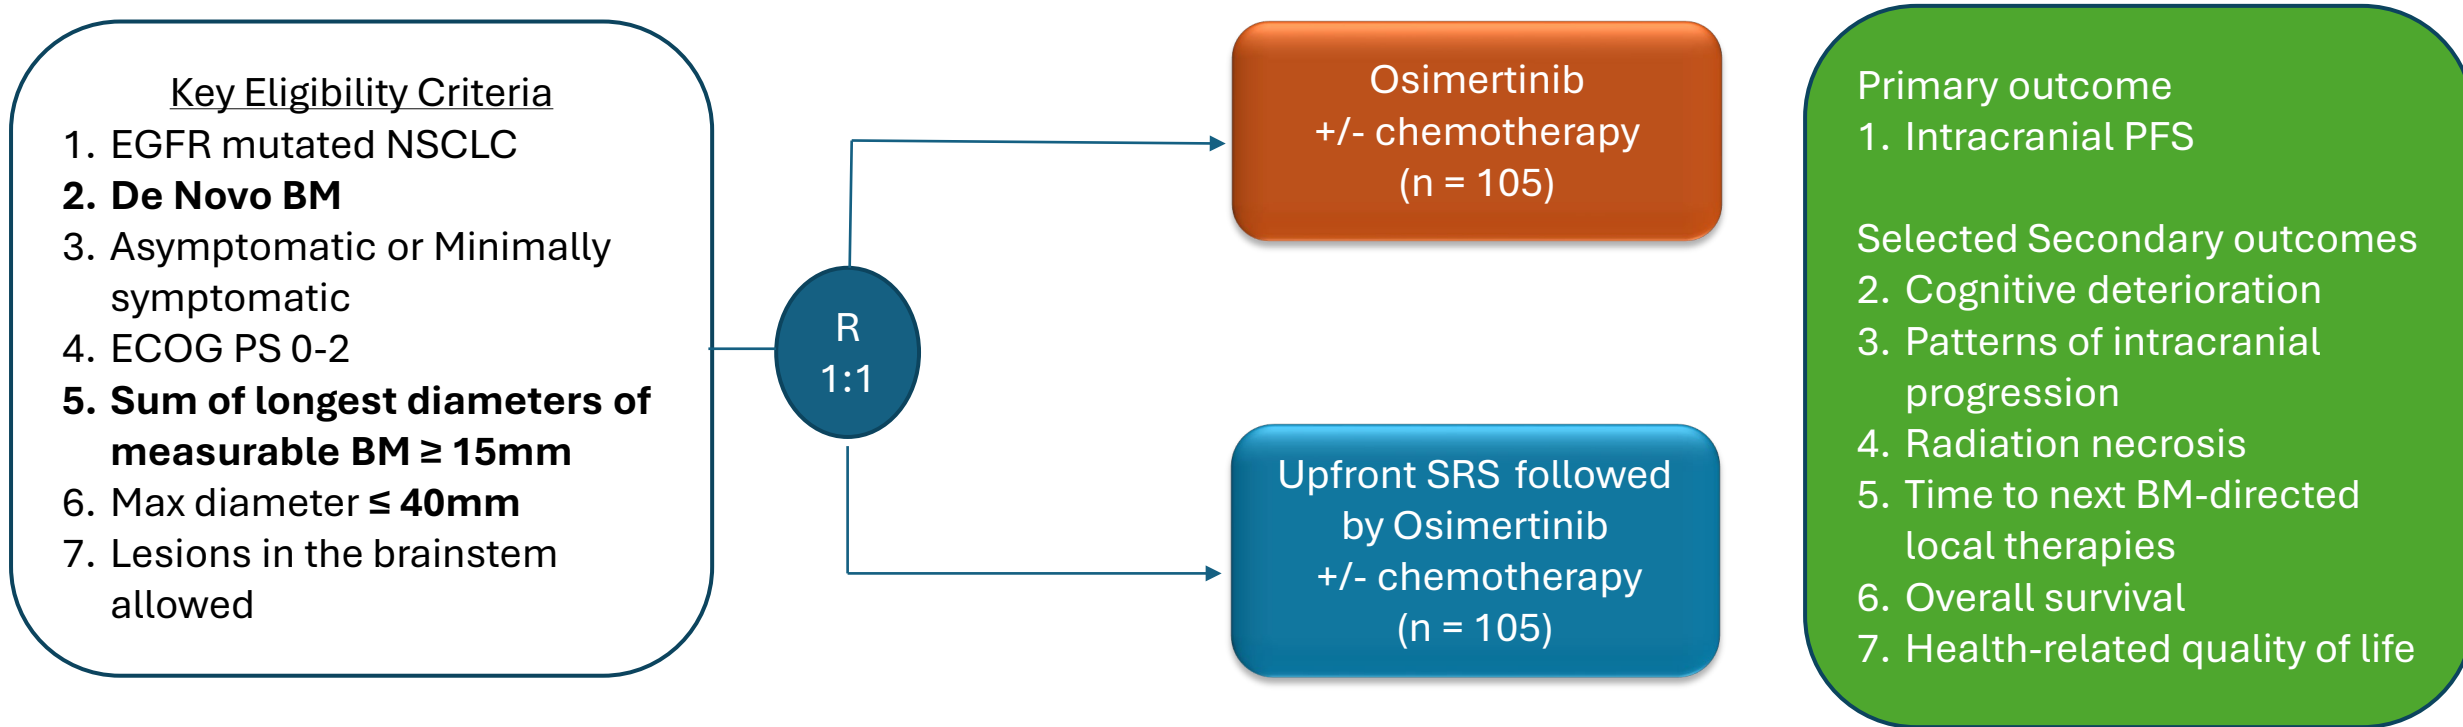 Key Eligibility Criteria
1. EGFR mutated NSCLC
2. De Novo BM
3. Asymptomatic or Minimally
symptomatic
4. ECOG PS 0-2
5. Sum of longest diameters of
measurable BM ≥ 15mm
6. Max diameter ≤ 40mm
7. Lesions in the brainstem
allowed
R
1:1
Osimertinib
+/- chemotherapy
(n = 105)
Upfront SRS followed
by Osimertinib
+/- chemotherapy
(n = 105)
Primary outcome
1. Intracranial PFS
Selected Secondary outcomes
2. Cognitive deterioration
3. Patterns of intracranial
progression
4. Radiation necrosis
5. Time to next BM-directed
local therapies
6. Overall survival
7. Health-related quality of life